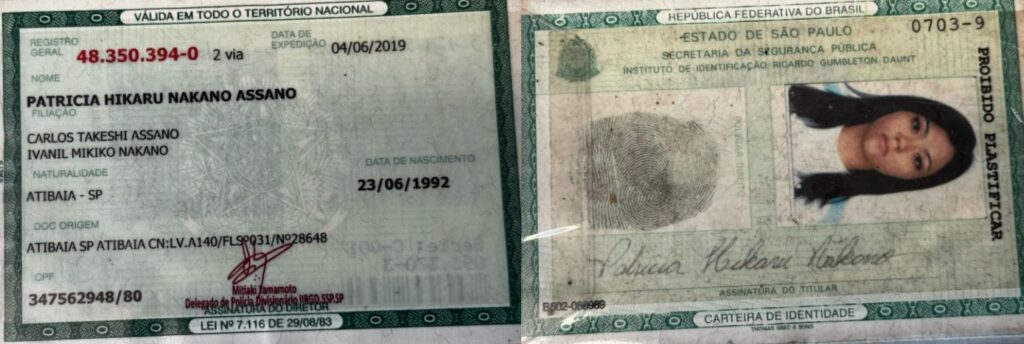 VÁLIDA EM TODO O TERRITÓRIO NACIONAL
REGISTRO GERAL 48.350.394-0 2 via
DATA DE EXPEDIÇÃO 04/06/2019
NOME
PATRICIA HIKARU NAKANO ASSANO
FILIAÇÃO
CARLOS TAKESHI ASSANO
IVANIL MIKIKO NAKANO
NATURALIDADE
ATIBAIA - SP
DATA DE NASCIMENTO
23/06/1992
DOC ORIGEM
ATIBAIA SP ATIBAIA CN:LV.A140/FLSP031/Nº28648
CPF
347562948/80
Mitiaki Yamamoto
Delegado de Polícia Divisionário IIRGD.SSP.SP
ASSINATURA DO DIRETOR
LEI Nº 7.116 DE 29/08/83
REPÚBLICA FEDERATIVA DO BRASIL
0703-9
ESTADO DE SÃO PAULO
SECRETARIA DA SEGURANÇA PÚBLICA
INSTITUTO DE IDENTIFICAÇÃO RICARDO GUMBLETON DAUNT
PROIBIDO PLASTIFICAR
Patricia Hikaru Nakano
ASSINATURA DO TITULAR
CARTEIRA DE IDENTIDADE